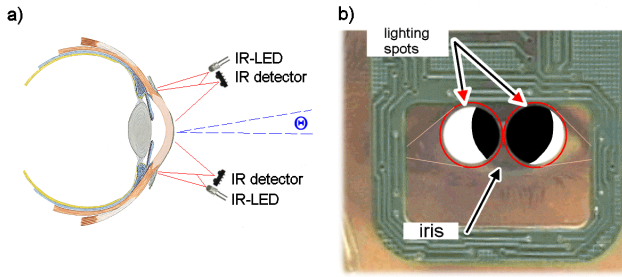 a)
IR-LED
IR detector
Θ
IR detector
IR-LED
b)
lighting
spots
iris